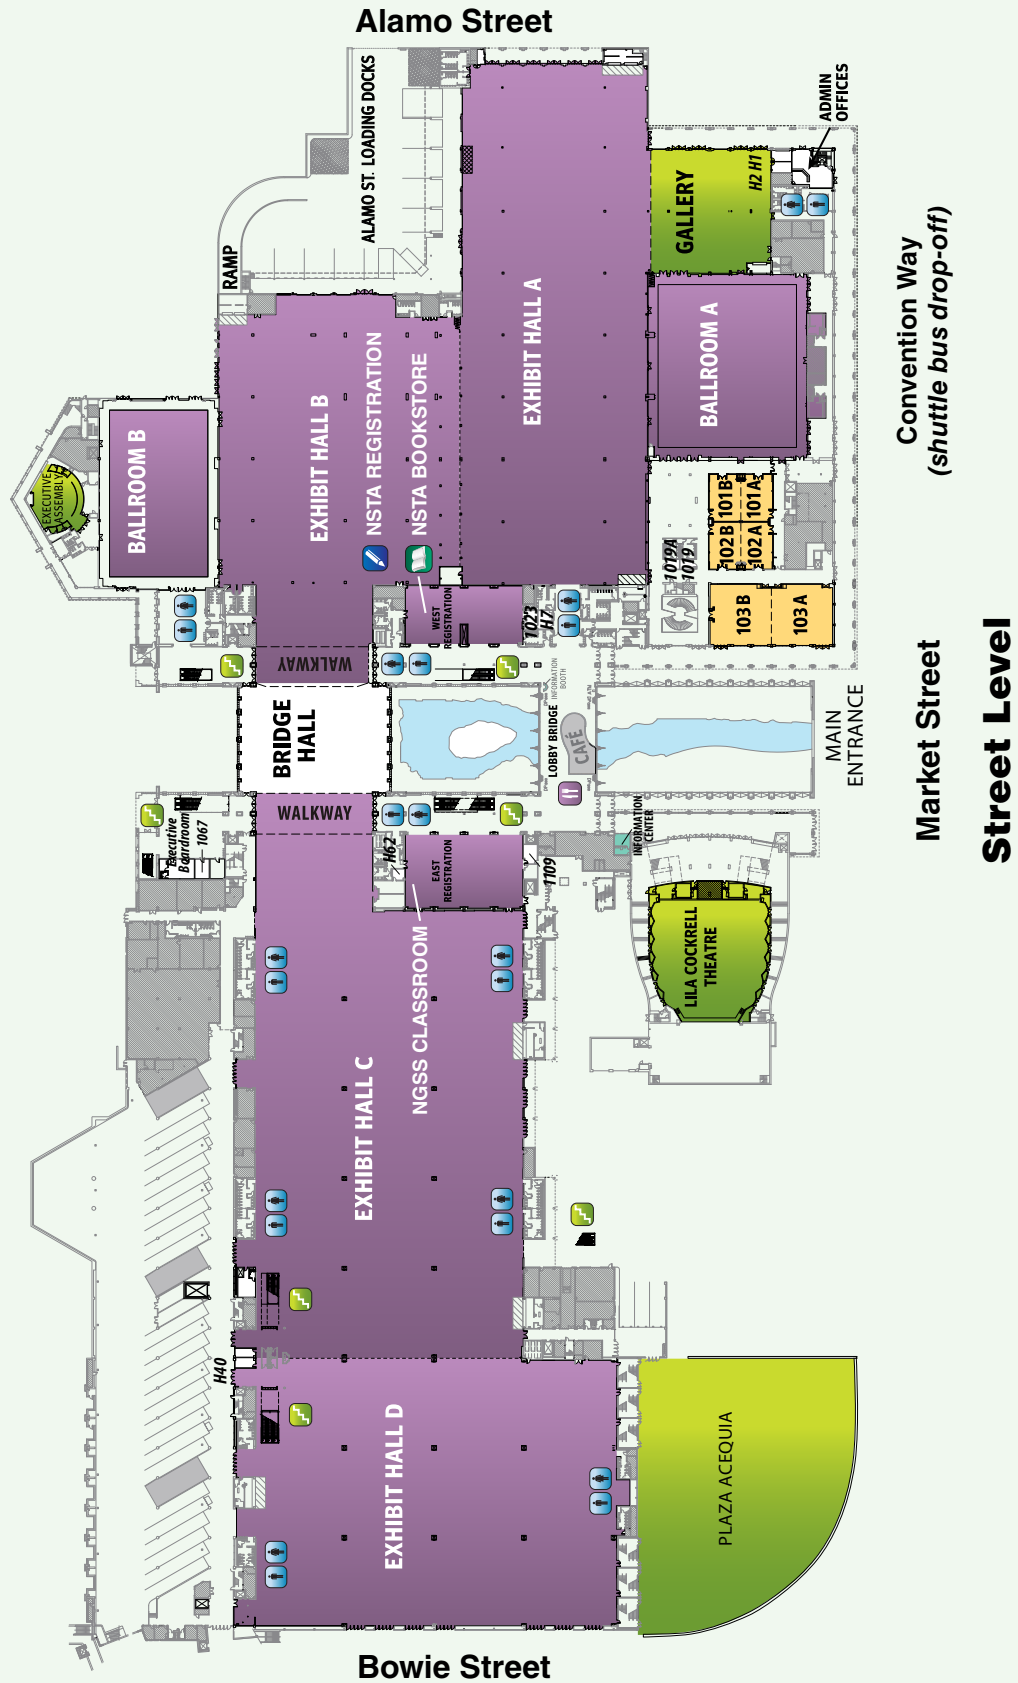 Alamo Street
ALAMO ST. LOADING DOCKS
ADMIN
OFFICES
RAMP
GALLERY
H2 H1
EXHIBIT HALL A
BALLROOM A
Convention Way
(shuttle bus drop-off)
EXECUTIVE
ASSEMBLY
BALLROOM B
EXHIBIT HALL B
NSTA REGISTRATION
NSTA BOOKSTORE
101B
101A
102B
102A
1019A
1019
103B
103A
WEST
REGISTRATION
1023
H7
WALKWAY
INFORMATION
BOOTH
BRIDGE
HALL
LOBBY BRIDGE
CAFÉ
MAIN
ENTRANCE
Market Street
Street Level
WALKWAY
Executive
Boardroom
1067
H62
EAST
REGISTRATION
1109
INFORMATION
CENTER
LILA COCKRELL
THEATRE
NGSS CLASSROOM
EXHIBIT HALL C
H40
EXHIBIT HALL D
PLAZA ACEQUIA
Bowie Street